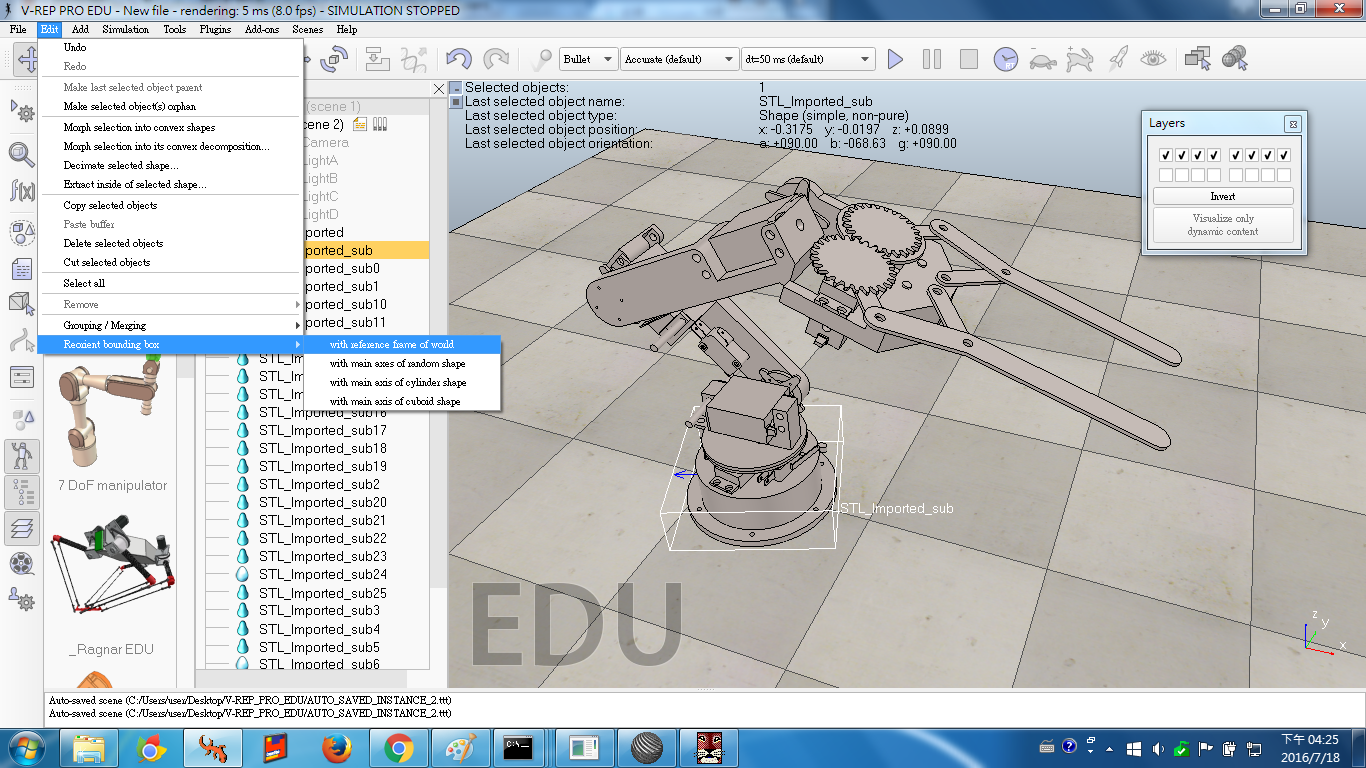 V-REP PRO EDU - New file - rendering: 5 ms (8.0 fps) - SIMULATION STOPPED
File Edit Add Simulation Tools Plugins Add-ons Scenes Help
Undo
Redo
Make last selected object parent
Make selected object(s) orphan
Morph selection into convex shapes
Morph selection into its convex decomposition...
Decimate selected shape...
Extract inside of selected shape...
Copy selected objects
Paste buffer
Delete selected objects
Cut selected objects
Select all
Remove
Grouping / Merging
Reorient bounding box
with reference frame of world
with main axes of random shape
with main axis of cylinder shape
with main axis of cuboid shape
Bullet
Accurate (default)
dt=50 ms (default)
RT
f(x)
(scene 1)
cene 2)
Camera
LightA
LightB
LightC
LightD
ported
ported_sub
ported_sub0
ported_sub1
ported_sub10
ported_sub11
STL_Im
STL_Im
STL_Im
STL_Imported_sub16
STL_Imported_sub17
STL_Imported_sub18
STL_Imported_sub19
STL_Imported_sub2
STL_Imported_sub20
STL_Imported_sub21
STL_Imported_sub22
STL_Imported_sub23
STL_Imported_sub24
STL_Imported_sub25
STL_Imported_sub3
STL_Imported_sub4
STL_Imported_sub5
STL_Imported_sub6
7 DoF manipulator
_Ragnar EDU
Selected objects: 1
Last selected object name: STL_Imported_sub
Last selected object type: Shape (simple, non-pure)
Last selected object position: x: -0.3175 y: -0.0197 z: +0.0899
Last selected object orientation: a: +090.00 b: -068.63 g: +090.00
Layers
Invert
Visualize only
dynamic content
STL_Imported_sub
EDU
z
y
x
Auto-saved scene (C:/Users/user/Desktop/V-REP_PRO_EDU/AUTO_SAVED_INSTANCE_2.ttt)
Auto-saved scene (C:/Users/user/Desktop/V-REP_PRO_EDU/AUTO_SAVED_INSTANCE_2.ttt)
下午 04:25
2016/7/18